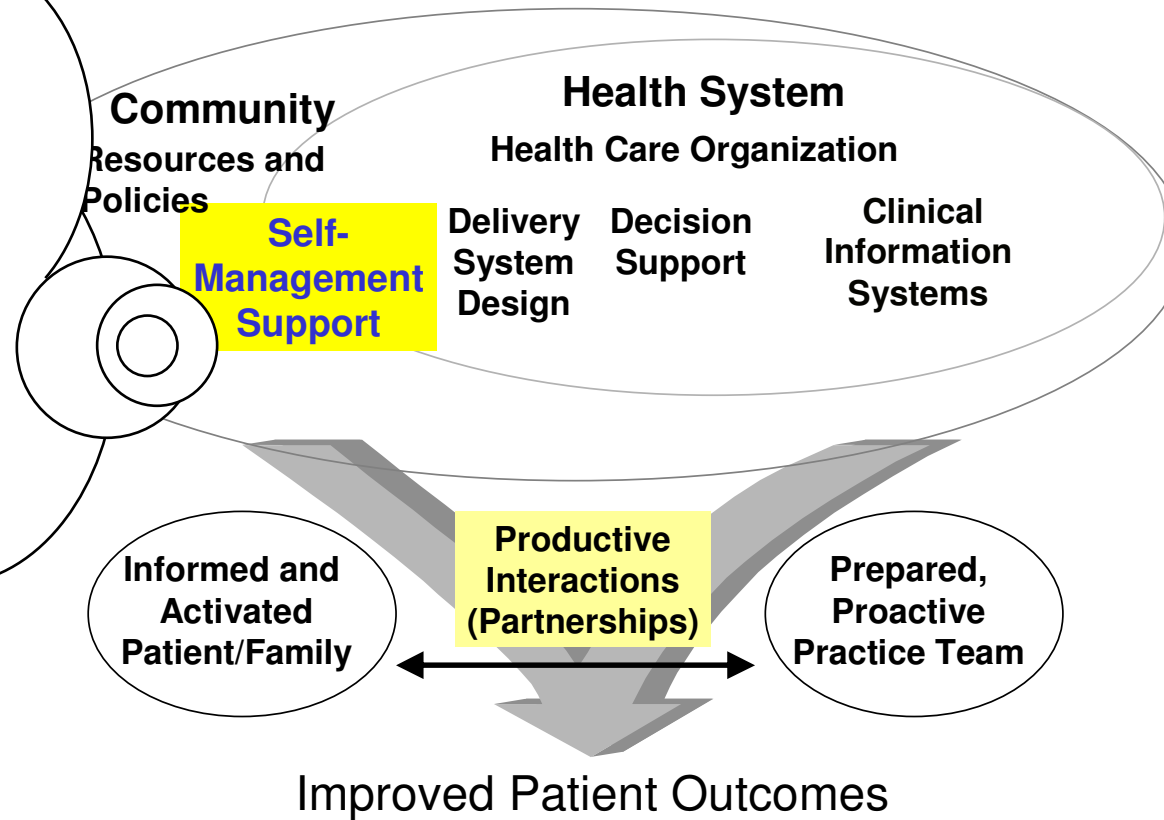 Community
Resources and
Policies
Health System
Health Care Organization
Self-
Management
Support
Delivery
System
Design
Decision
Support
Clinical
Information
Systems
Informed and
Activated
Patient/Family
Productive
Interactions
(Partnerships)
Prepared,
Proactive
Practice Team
Improved Patient Outcomes